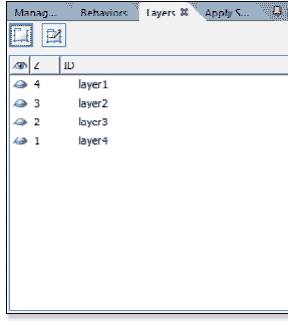 Manag... Behaviors Layers Apply S...
Z ID
4 layer1
3 layer2
2 layer3
1 layer4